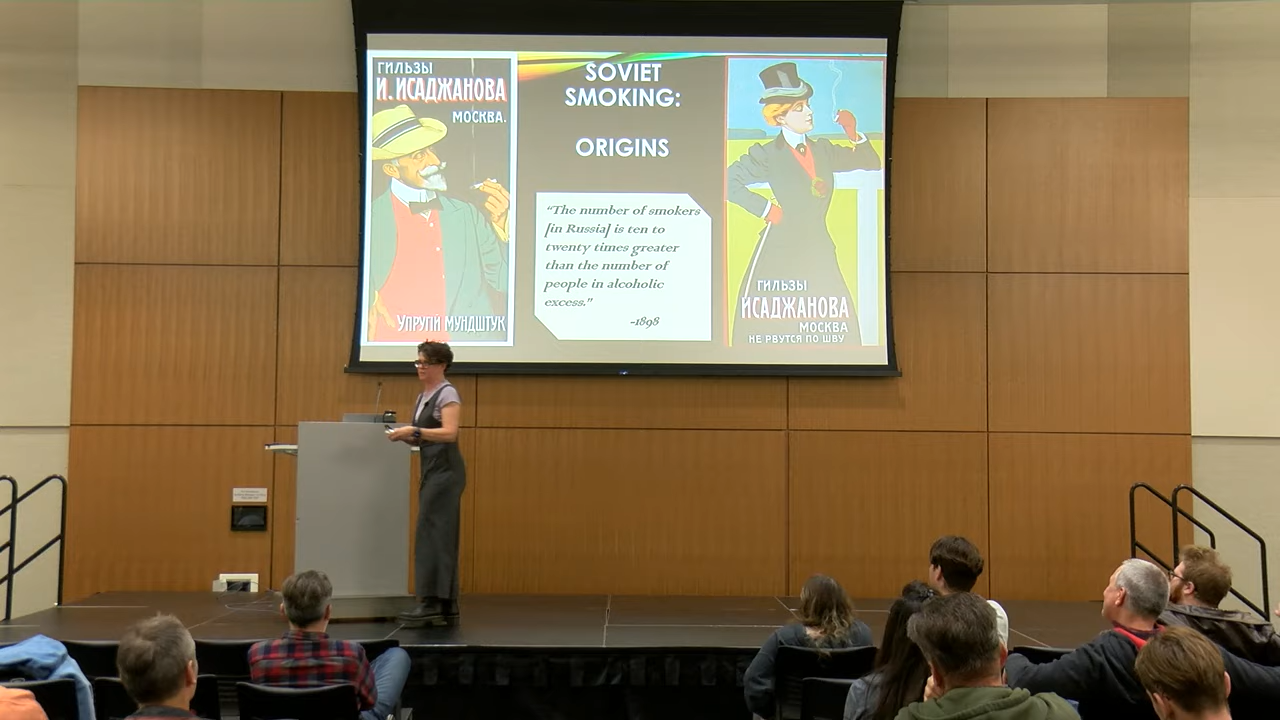 ГИЛЬЗЫ
И. ИСАДЖАНОВА
МОСКВА.
УПРУГИЙ МУНДШТУК
SOVIET
SMOKING:
ORIGINS
“The number of smokers
[in Russia] is ten to
twenty times greater
than the number of
people in alcoholic
excess.”
-1898
ГИЛЬЗЫ
ИСАДЖАНОВА
МОСКВА
НЕ РВУТСЯ ПО ШВУ